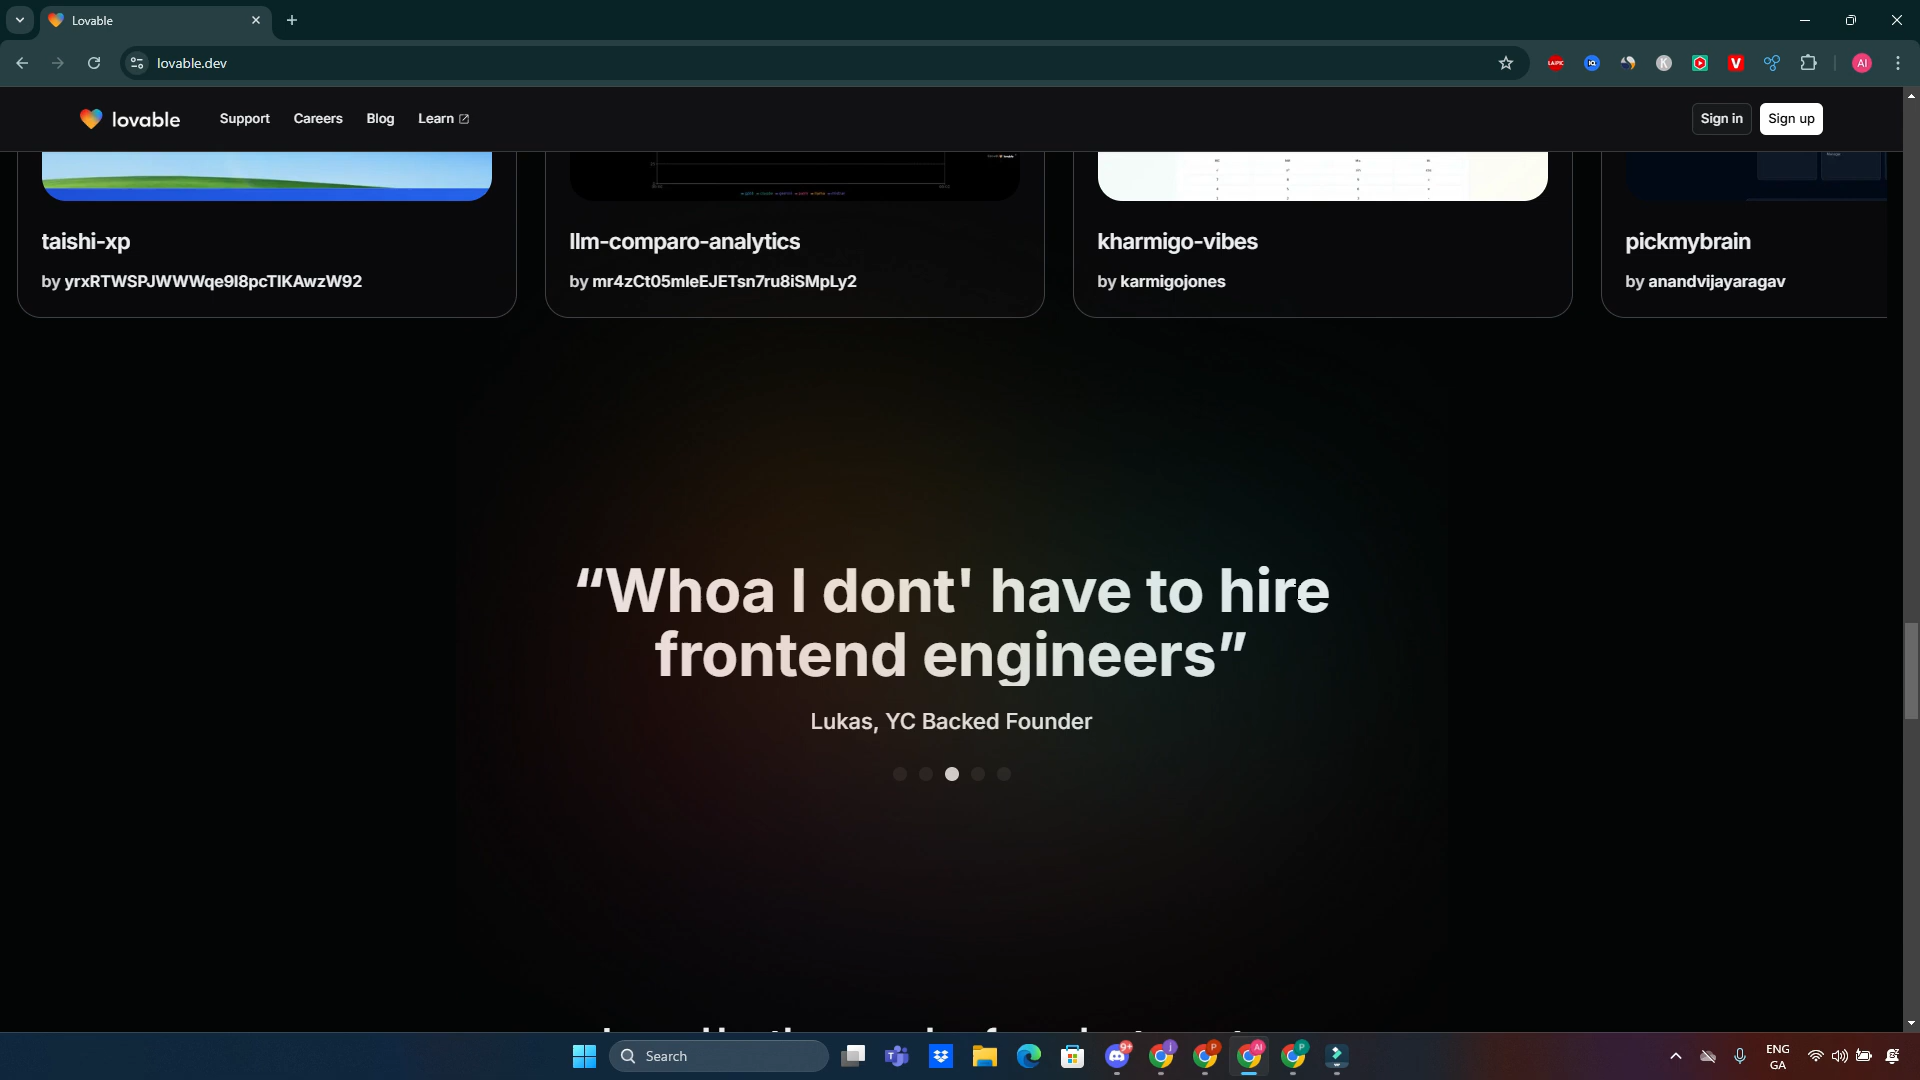 Lovable
lovable.dev
lovable
Support
Careers
Blog
Learn
Sign in
Sign up
taishi-xp
by yrxRTWSPJWWWqe9I8pcTIKAwzW92
llm-comparo-analytics
by mr4zCt05mleEJETsn7ru8iSMpLy2
kharmigo-vibes
by karmigojones
pickmybrain
by anandvijayaragav
“Whoa I dont' have to hire
frontend engineers”
Lukas, YC Backed Founder
Search
9+
ENG
GA